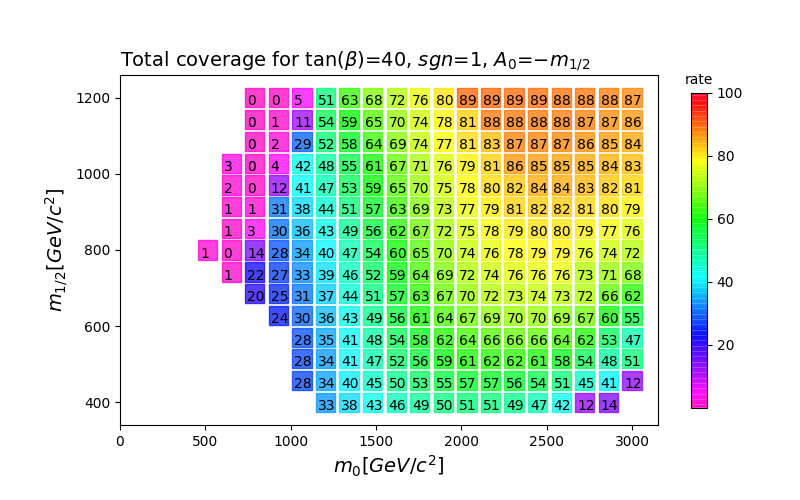 Total coverage for tan(β)=40, sgn=1, A₀=−m₁/₂
rate
1200 0 0 5 51 63 68 72 76 80 89 89 89 89 88 88 88 87 100
0 1 11 54 59 65 70 74 78 81 88 88 88 88 87 87 86
0 2 29 52 58 64 69 74 77 81 83 87 87 87 86 85 84
1000 3 0 4 42 48 55 61 67 71 76 79 81 86 85 85 85 84 83 80
2 0 12 41 47 53 59 65 70 75 78 80 82 84 84 83 82 81
1 1 31 38 44 51 57 63 69 73 77 79 81 82 82 81 80 79
1 3 30 36 43 49 56 62 67 72 75 78 79 80 80 79 77 76 60
800 1 0 14 28 34 40 47 54 60 65 70 74 76 78 79 79 76 74 72
1 22 27 33 39 46 52 59 64 69 72 74 76 76 76 73 71 68
20 25 31 37 44 51 57 63 67 70 72 73 74 73 72 66 62 40
600 24 30 36 43 49 56 61 64 67 69 70 70 69 67 60 55
28 35 41 48 54 58 62 64 66 66 66 64 62 53 47
28 34 41 47 52 56 59 61 62 62 61 58 54 48 51 20
28 34 40 45 50 53 55 57 57 56 54 51 45 41 12
400 33 38 43 46 49 50 51 51 49 47 42 12 14
m₁/₂[GeV/c²]
0 500 1000 1500 2000 2500 3000
m₀[GeV/c²]